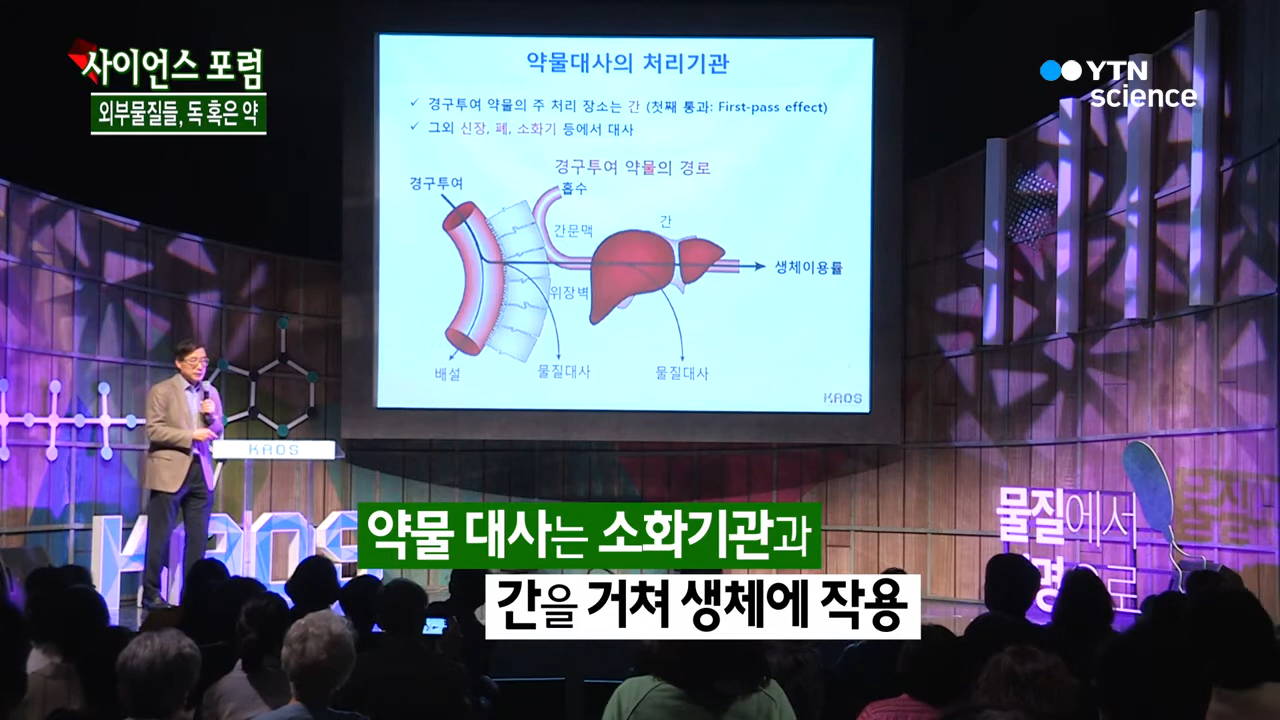 사이언스 포럼
외부물질들, 독 혹은 약
YTN
science
약물대사의 처리기관
✓ 경구투여 약물의 주 처리 장소는 간 (첫째 통과: First-pass effect)
✓ 그외 신장, 폐, 소화기 등에서 대사
경구투여 약물의 경로
경구투여
흡수
간문맥
간
생체이용률
위장벽
배설
물질대사
물질대사
KAOS
KAOS
KAOS
물질에서
약물 대사는 소화기관과
간을 거쳐 생체에 작용